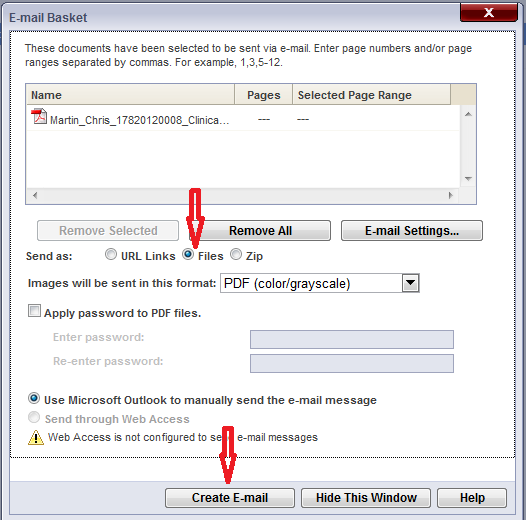 E-mail Basket
X
These documents have been selected to be sent via e-mail. Enter page numbers and/or page
ranges separated by commas. For example, 1,3,5-12.
Name Pages Selected Page Range
Martin_Chris_17820120008_Clinica... --- ---
Remove Selected Remove All E-mail Settings...
Send as: URL Links Files Zip
Images will be sent in this format: PDF (color/grayscale)
Apply password to PDF files.
Enter password:
Re-enter password:
Use Microsoft Outlook to manually send the e-mail message
Send through Web Access
Web Access is not configured to e-mail messages
Create E-mail Hide This Window Help